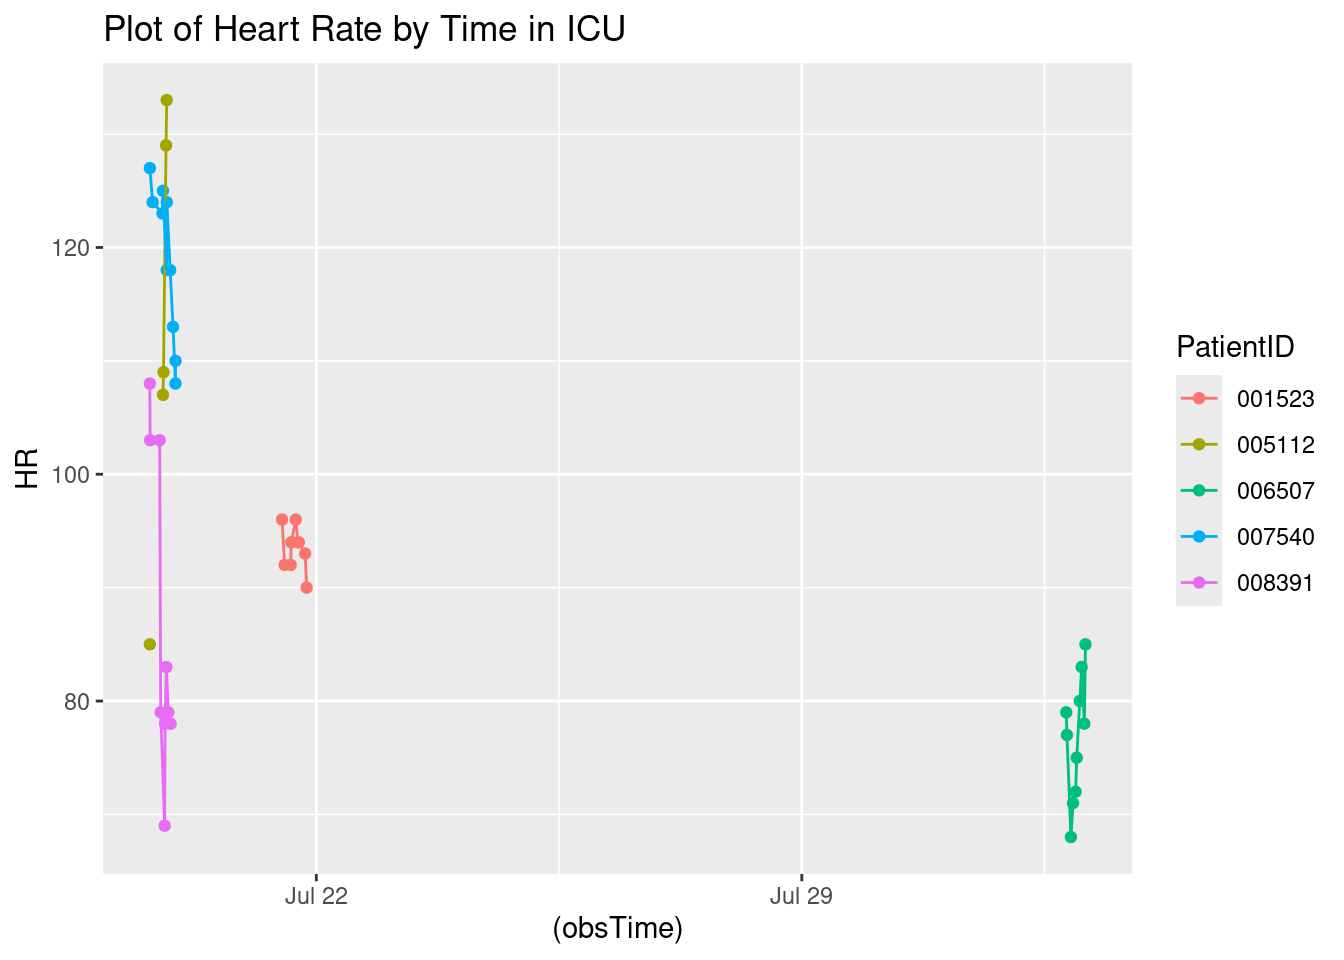 Plot of Heart Rate by Time in ICU
120
100
80
HR
Jul 22
Jul 29
(obsTime)
PatientID
001523
005112
006507
007540
008391